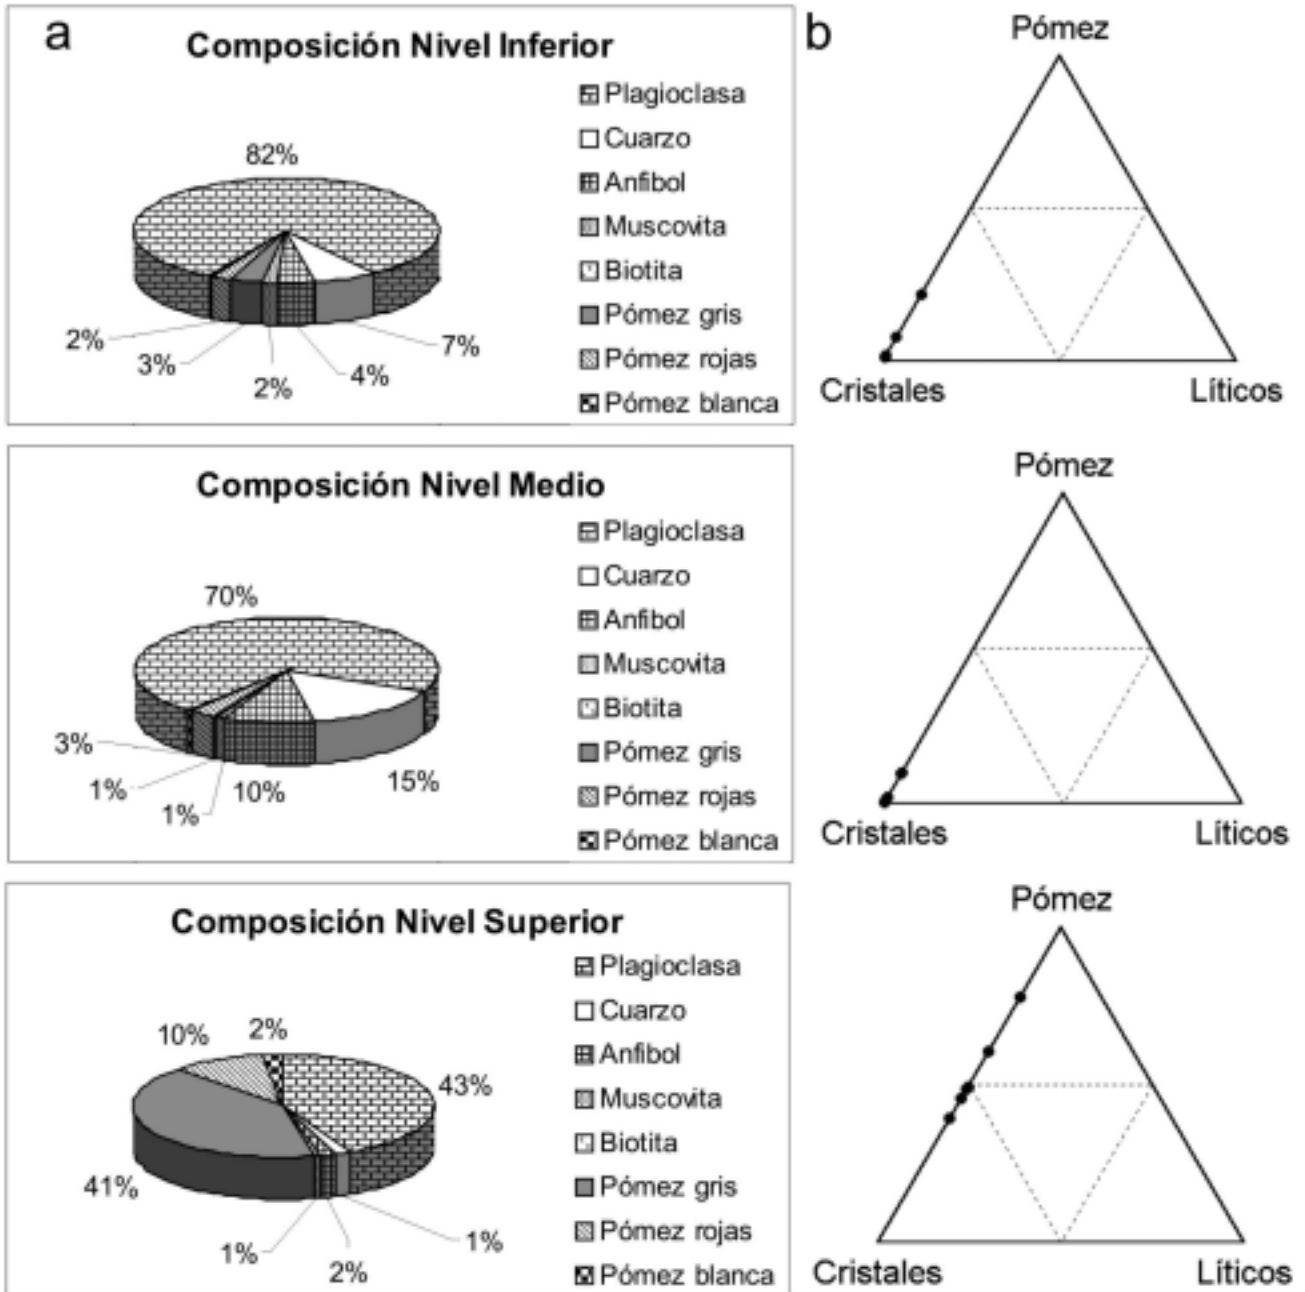 a
Composición Nivel Inferior
82%
2%
3%
2%
4%
7%
Plagioclasa
Cuarzo
Anfibol
Muscovita
Biotita
Pómez gris
Pómez rojas
Pómez blanca
b
Pómez
Cristales
Líticos
Composición Nivel Medio
70%
3%
1%
1%
10%
15%
Plagioclasa
Cuarzo
Anfibol
Muscovita
Biotita
Pómez gris
Pómez rojas
Pómez blanca
Pómez
Cristales
Líticos
Composición Nivel Superior
10%
2%
43%
41%
1%
2%
1%
Plagioclasa
Cuarzo
Anfibol
Muscovita
Biotita
Pómez gris
Pómez rojas
Pómez blanca
Pómez
Cristales
Líticos